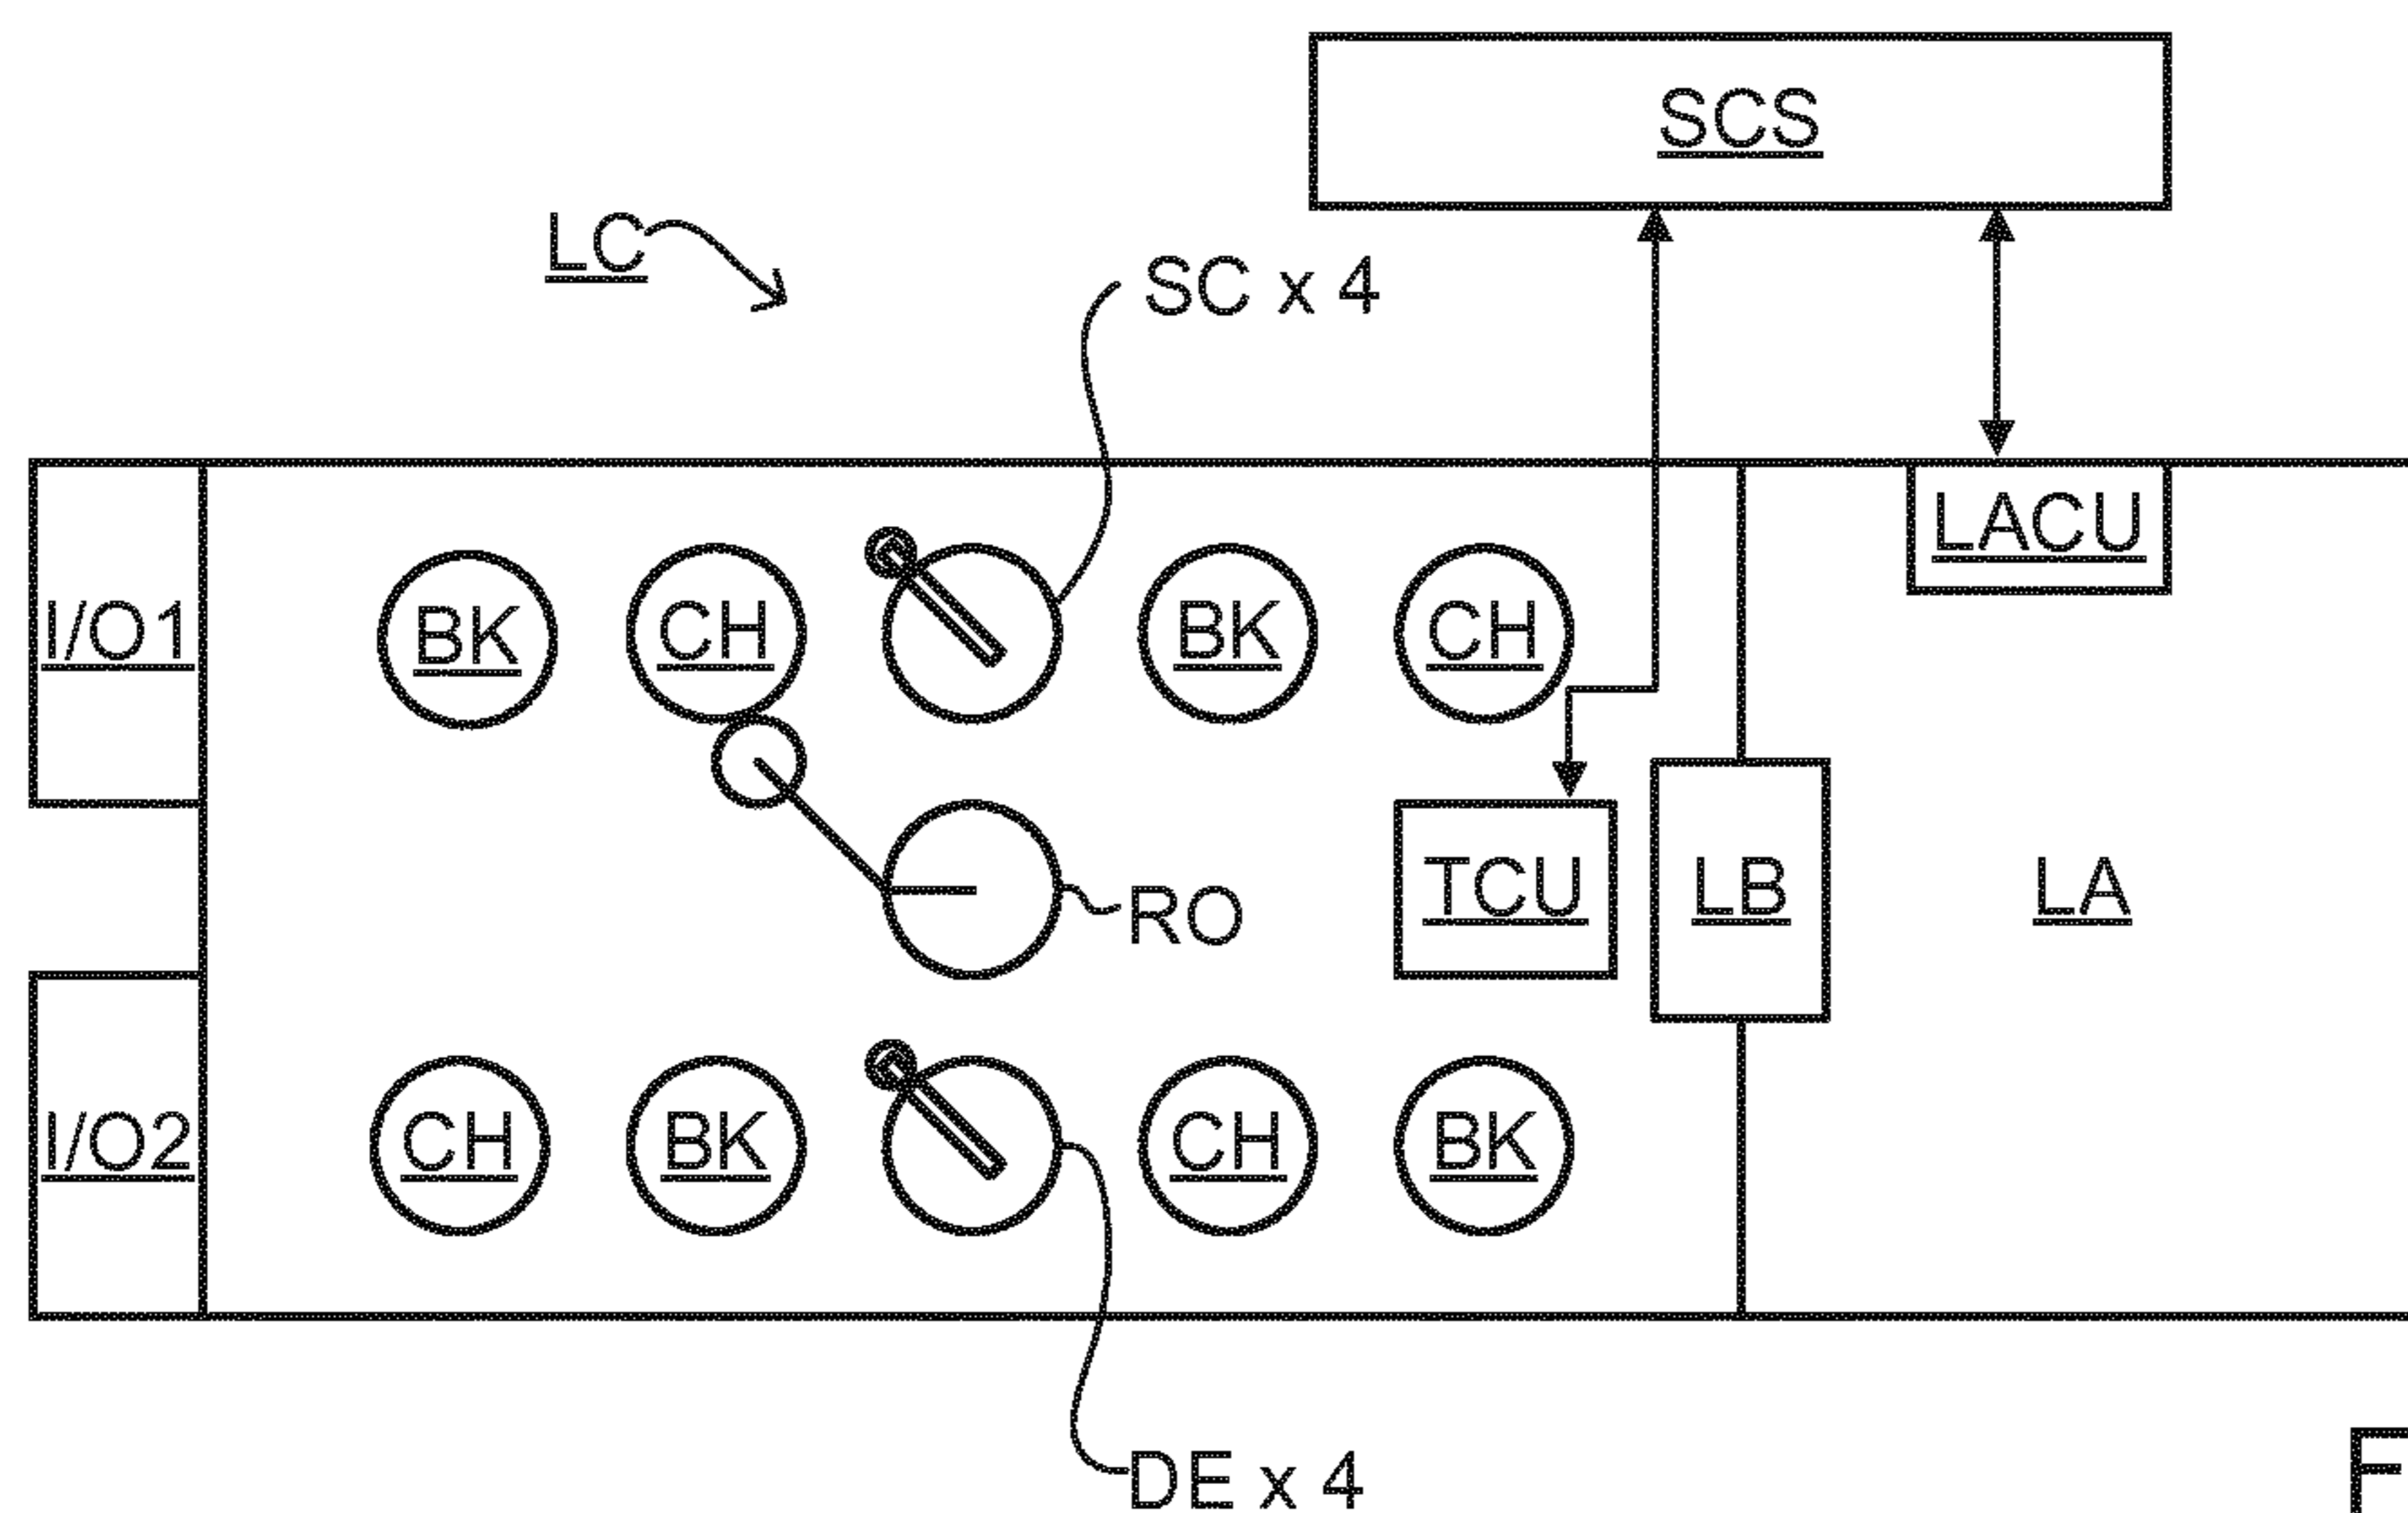 SCS
LC
SC x 4
LACU
I/O1
BK
CH
BK
CH
TCU
LB
LA
RO
I/O2
CH
BK
CH
BK
DE x 4
F